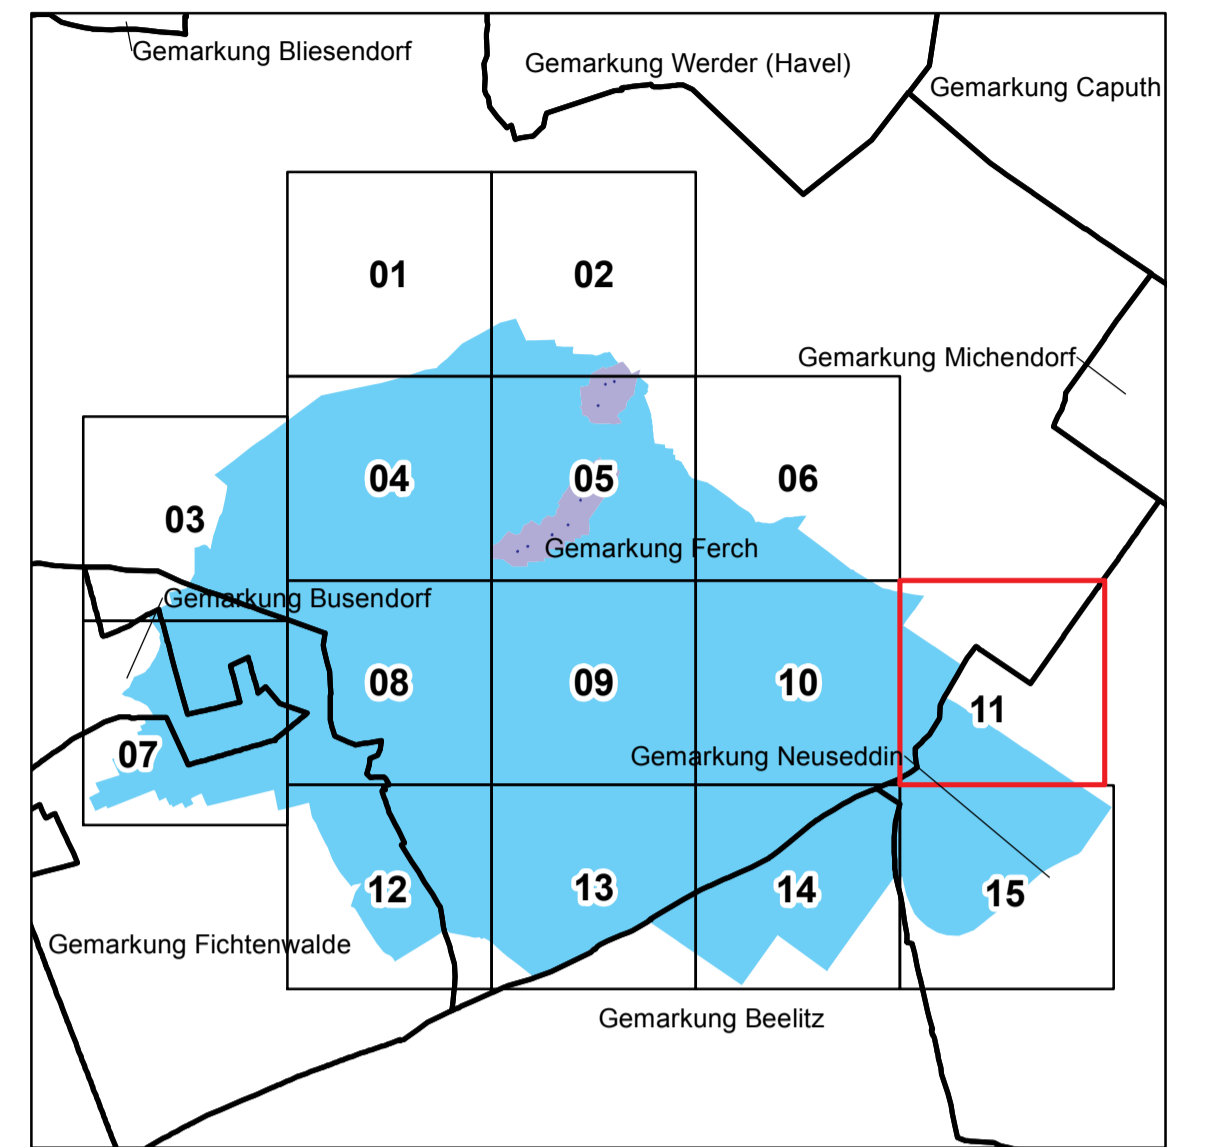 Gemarkung Bliesendorf
Gemarkung Werder (Havel)
Gemarkung Caputh
01
02
Gemarkung Michendorf
03
04
05
06
Gemarkung Ferch
Gemarkung Busendorf
07
08
09
10
11
Gemarkung Neuseddin
12
13
14
15
Gemarkung Fichtenwalde
Gemarkung Beelitz